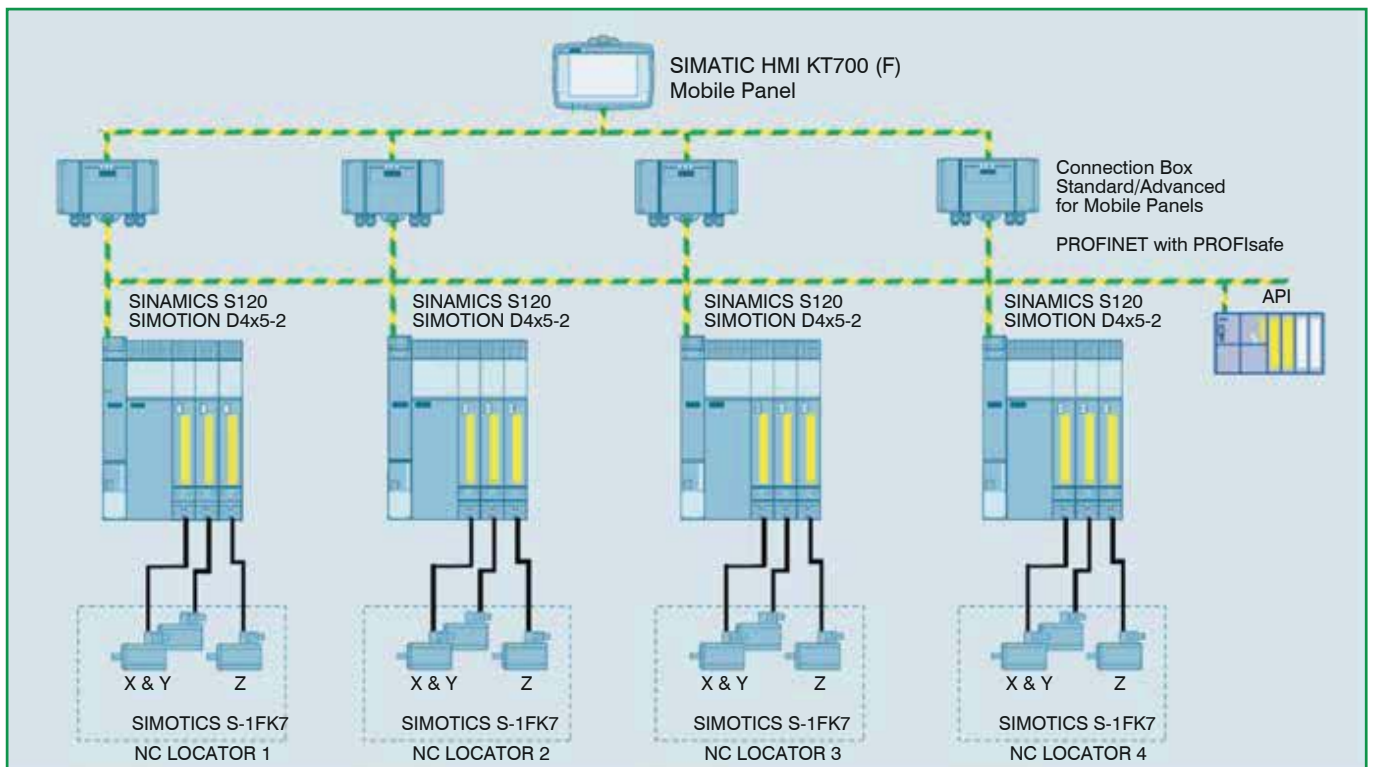 SIMATIC HMI KT700 (F)
Mobile Panel
Connection Box
Standard/Advanced
for Mobile Panels
PROFINET with PROFIsafe
API
SINAMICS S120
SIMOTION D4x5-2
SINAMICS S120
SIMOTION D4x5-2
SINAMICS S120
SIMOTION D4x5-2
SINAMICS S120
SIMOTION D4x5-2
X & Y
Z
X & Y
Z
X & Y
Z
X & Y
Z
SIMOTICS S-1FK7
SIMOTICS S-1FK7
SIMOTICS S-1FK7
SIMOTICS S-1FK7
NC LOCATOR 1
NC LOCATOR 2
NC LOCATOR 3
NC LOCATOR 4